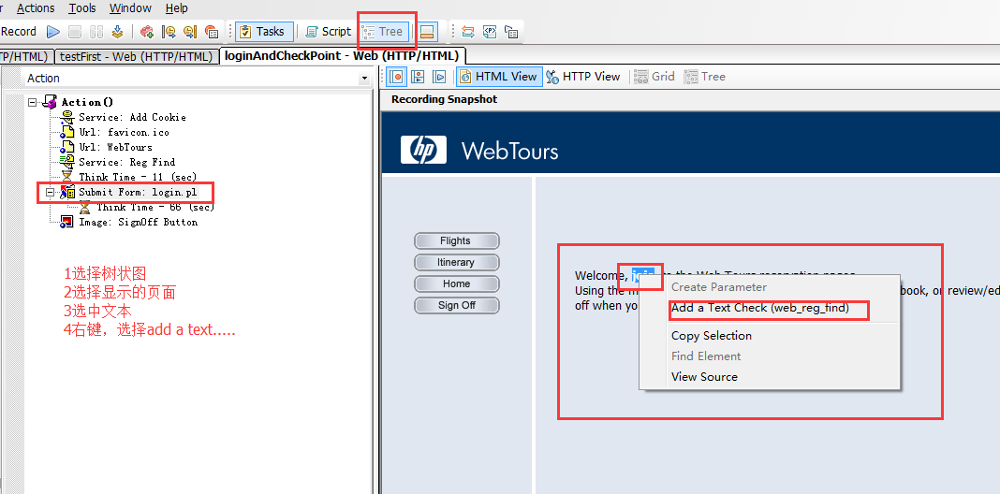 Actions Tools Window Help
Record Tasks Script Tree
TP/HTML) testFirst - Web (HTTP/HTML) loginAndCheckPoint - Web (HTTP/HTML)
Action
HTML View HTTP View Grid Tree
Recording Snapshot
Action()
Service: Add Cookie
Url: favicon.ico
Url: WebTours
Service: Reg Find
Think Time - 11 (sec)
Submit Form: login.pl
Think Time - 66 (sec)
Image: SignOff Button
1选择树状图
2选择显示的页面
3选中文本
4右键，选择add a text.....
hp WebTours
Flights
Itinerary
Home
Sign Off
Welcome, the Web Tours reservation pages.
Using the m book, or review/ed
off when yo
Create Parameter
Add a Text Check (web_reg_find)
Copy Selection
Find Element
View Source